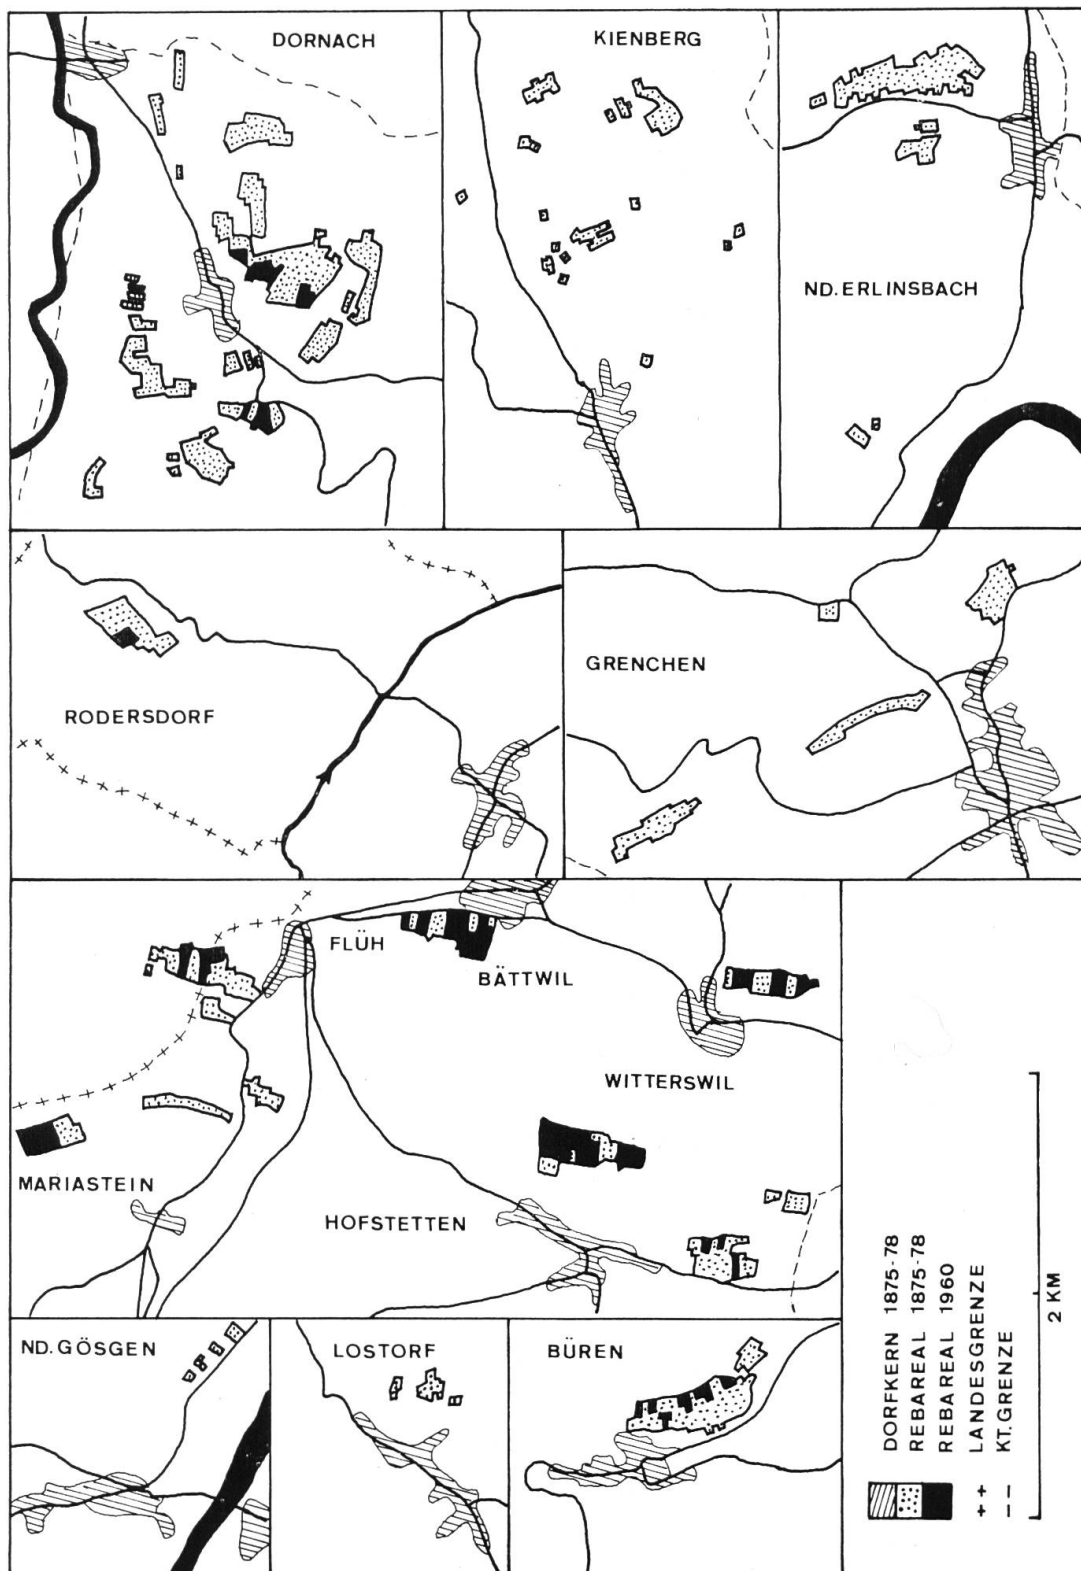 DORNACH
KIENBERG
ND. ERLINSBACH
RODERSDORF
GRENCHEN
FLÜH
BÄTTWIL
WITTERSWIL
MARIASTEIN
HOFSTETTEN
ND. GÖSGEN
LOSTORF
BÜREN
DORFKERN 1875-78
REBAREAL 1875-78
REBAREAL 1960
LANDESGRENZE
KT. GRENZE
2 KM